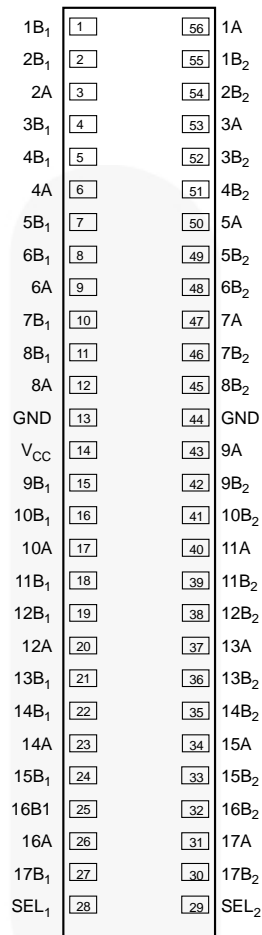 1B₁ 1 56 1A
2B₁ 2 55 1B₂
2A 3 54 2B₂
3B₁ 4 53 3A
4B₁ 5 52 3B₂
4A 6 51 4B₂
5B₁ 7 50 5A
6B₁ 8 49 5B₂
6A 9 48 6B₂
7B₁ 10 47 7A
8B₁ 11 46 7B₂
8A 12 45 8B₂
GND 13 44 GND
V_CC 14 43 9A
9B₁ 15 42 9B₂
10B₁ 16 41 10B₂
10A 17 40 11A
11B₁ 18 39 11B₂
12B₁ 19 38 12B₂
12A 20 37 13A
13B₁ 21 36 13B₂
14B₁ 22 35 14B₂
14A 23 34 15A
15B₁ 24 33 15B₂
16B1 25 32 16B₂
16A 26 31 17A
17B₁ 27 30 17B₂
SEL₁ 28 29 SEL₂